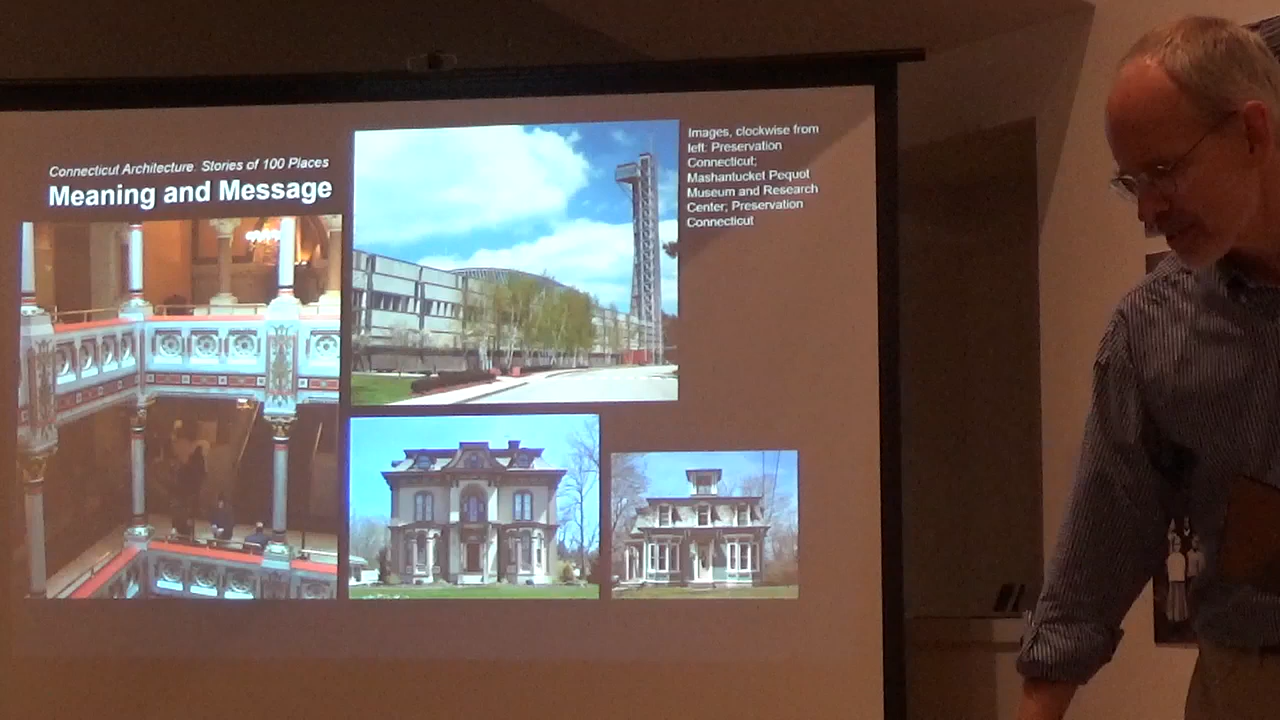 Connecticut Architecture: Stories of 100 Places
Meaning and Message
Images, clockwise from
left: Preservation
Connecticut;
Mashantucket Pequot
Museum and Research
Center; Preservation
Connecticut